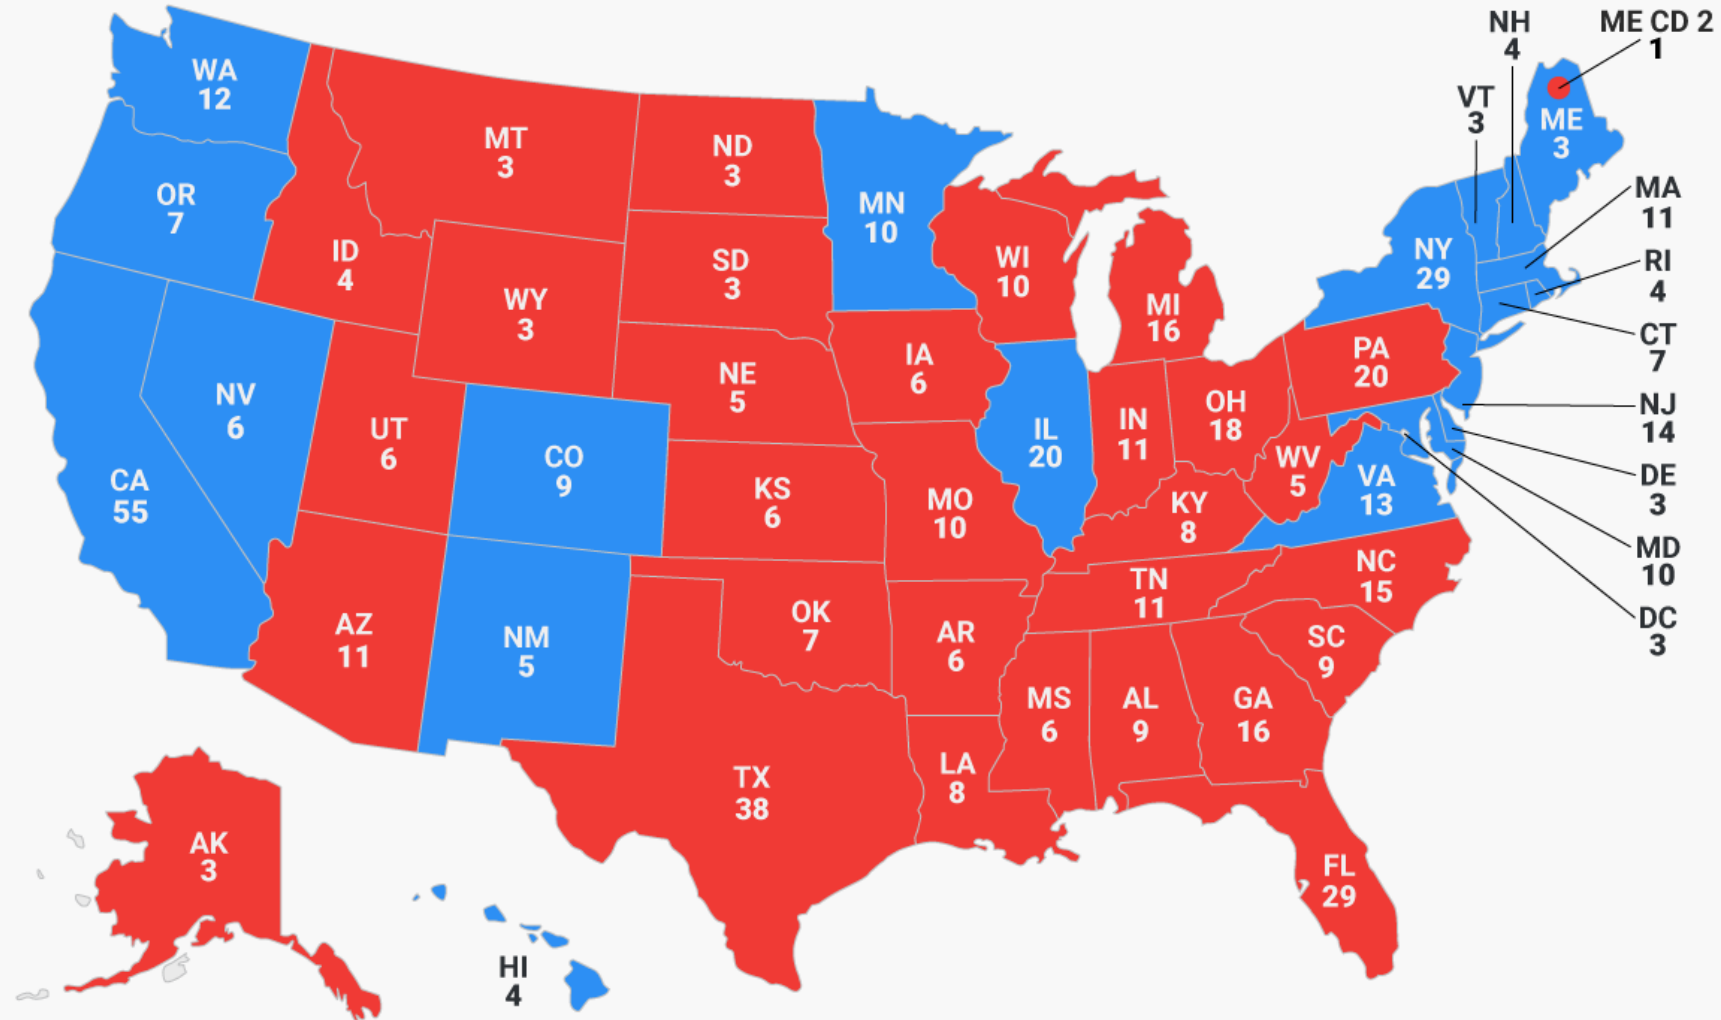 NH
4
ME CD 2
1
WA
12
VT
3
ME
3
MT
3
ND
3
OR
7
MN
10
MA
11
ID
4
SD
3
WI
10
NY
29
RI
4
WY
3
MI
16
CT
7
IA
6
PA
20
NE
5
NV
6
UT
6
CO
9
IL
20
IN
11
OH
18
NJ
14
CA
55
KS
6
MO
10
KY
8
WV
5
VA
13
DE
3
MD
10
TN
11
NC
15
DC
3
AZ
11
NM
5
OK
7
AR
6
SC
9
MS
6
AL
9
GA
16
TX
38
LA
8
AK
3
FL
29
HI
4